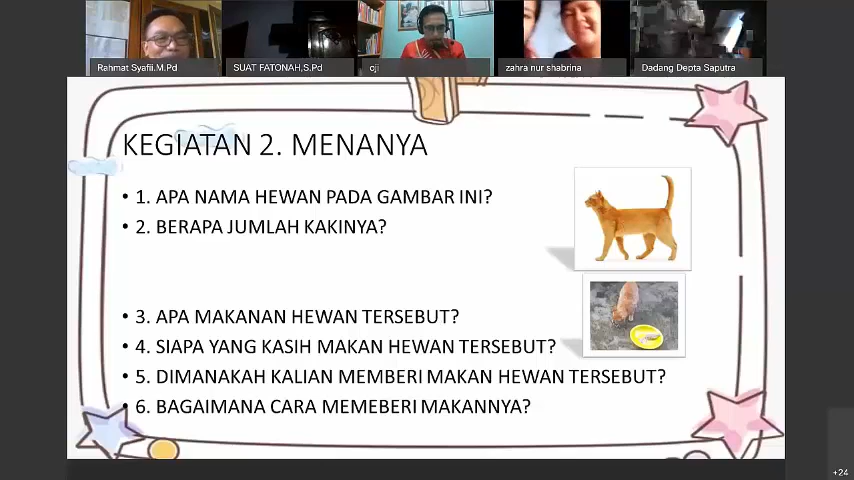 Rahmat Syafii.M.Pd
SUAT FATONAH,S.Pd
oji
zahra nur shabrina
Dadang Depta Saputra
KEGIATAN 2. MENANYA
• 1. APA NAMA HEWAN PADA GAMBAR INI?
• 2. BERAPA JUMLAH KAKINYA?
• 3. APA MAKANAN HEWAN TERSEBUT?
• 4. SIAPA YANG KASIH MAKAN HEWAN TERSEBUT?
• 5. DIMANAKAH KALIAN MEMBERI MAKAN HEWAN TERSEBUT?
• 6. BAGAIMANA CARA MEMEBERI MAKANNYA?
+24